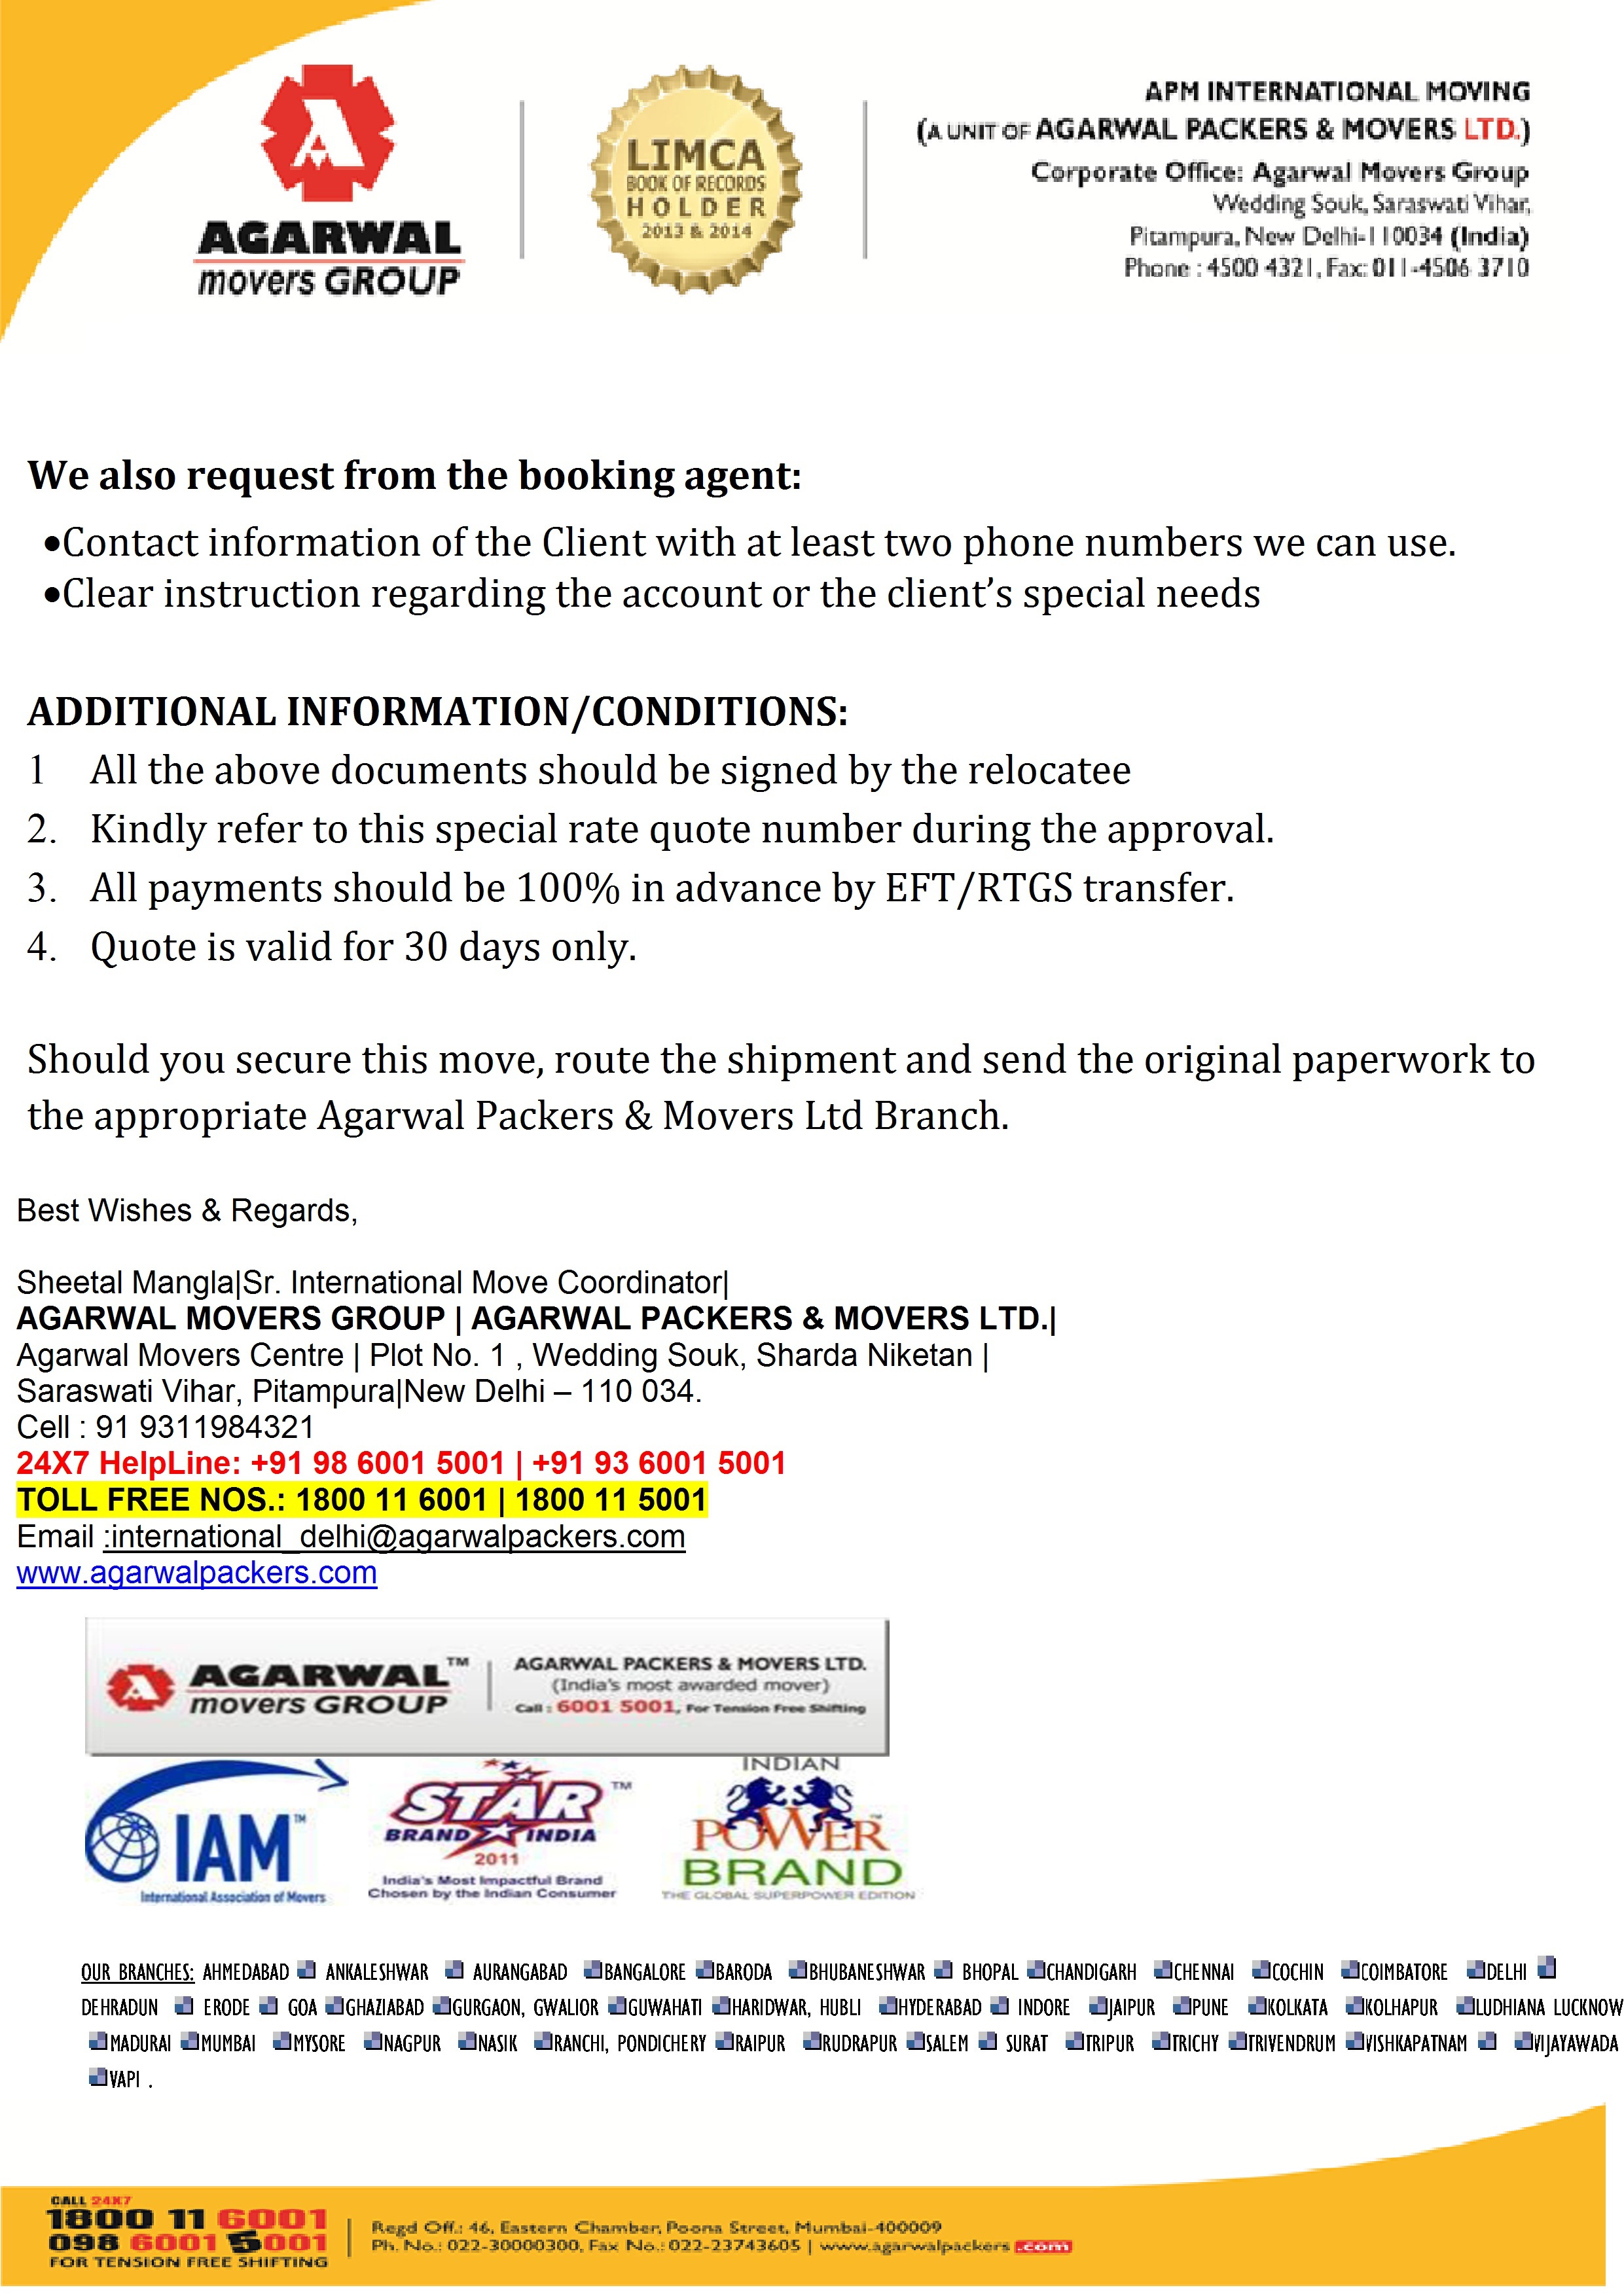 AGARWAL
movers GROUP
LIMCA
BOOK OF RECORDS
HOLDER
2013 & 2014
APM INTERNATIONAL MOVING
(A UNIT OF AGARWAL PACKERS & MOVERS LTD.)
Corporate Office: Agarwal Movers Group
Wedding Souk, Saraswati Vihar,
Pitampura, New Delhi-110034 (India)
Phone : 4500 4321, Fax: 011-4506 3710
We also request from the booking agent:
•Contact information of the Client with at least two phone numbers we can use.
•Clear instruction regarding the account or the client’s special needs
ADDITIONAL INFORMATION/CONDITIONS:
1 All the above documents should be signed by the relocatee
2. Kindly refer to this special rate quote number during the approval.
3. All payments should be 100% in advance by EFT/RTGS transfer.
4. Quote is valid for 30 days only.
Should you secure this move, route the shipment and send the original paperwork to
the appropriate Agarwal Packers & Movers Ltd Branch.
Best Wishes & Regards,
Sheetal Mangla|Sr. International Move Coordinator|
AGARWAL MOVERS GROUP | AGARWAL PACKERS & MOVERS LTD.|
Agarwal Movers Centre | Plot No. 1 , Wedding Souk, Sharda Niketan |
Saraswati Vihar, Pitampura|New Delhi – 110 034.
Cell : 91 9311984321
24X7 HelpLine: +91 98 6001 5001 | +91 93 6001 5001
TOLL FREE NOS.: 1800 11 6001 | 1800 11 5001
Email :international_delhi@agarwalpackers.com
www.agarwalpackers.com
AGARWAL™
movers GROUP
AGARWAL PACKERS & MOVERS LTD.
(India's most awarded mover)
Call : 6001 5001, For Tension Free Shifting
IAM™
International Association of Movers
STAR™
BRAND INDIA
2011
India's Most Impactful Brand
Chosen by the Indian Consumer
INDIAN
POWER
BRAND
THE GLOBAL SUPERPOWER EDITION
OUR BRANCHES: AHMEDABAD ANKALESHWAR AURANGABAD BANGALORE BARODA BHUBANESHWAR BHOPAL CHANDIGARH CHENNAI COCHIN COIMBATORE DELHI
DEHRADUN ERODE GOA GHAZIABAD GURGAON, GWALIOR GUWAHATI HARIDWAR, HUBLI HYDERABAD INDORE JAIPUR PUNE KOLKATA KOLHAPUR LUDHIANA LUCKNOW
MADURAI MUMBAI MYSORE NAGPUR NASIK RANCHI, PONDICHERY RAIPUR RUDRAPUR SALEM SURAT TRIPUR TRICHY TRIVENDRUM VISHKAPATNAM VIJAYAWADA
VAPI .
CALL 24X7
1800 11 6001
098 6001 5001
FOR TENSION FREE SHIFTING
Regd Off.: 46, Eastern Chamber, Poona Street, Mumbai-400009
Ph. No.: 022-30000300, Fax No.: 022-23743605 | www.agarwalpackers.com